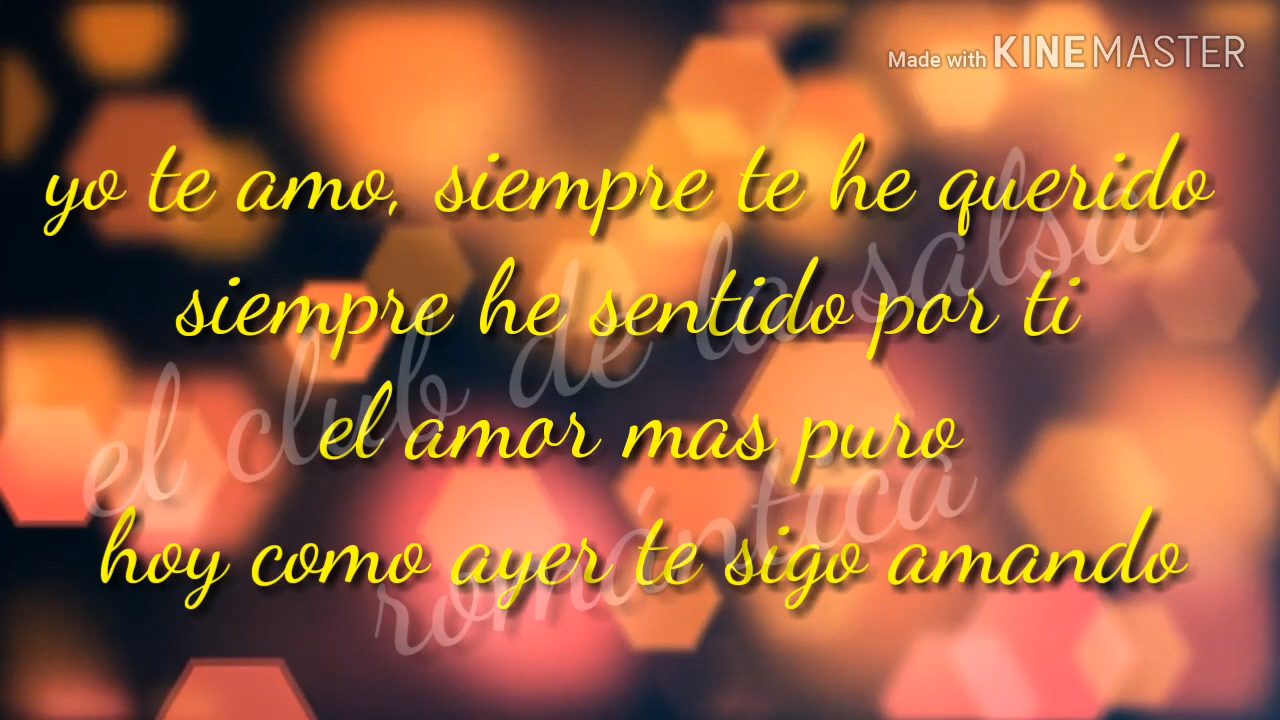 Made with KINEMASTER
yo te amo, siempre te he querido
siempre he sentido por ti
el amor mas puro
hoy como ayer te sigo amando
el club de la salsa
romántica